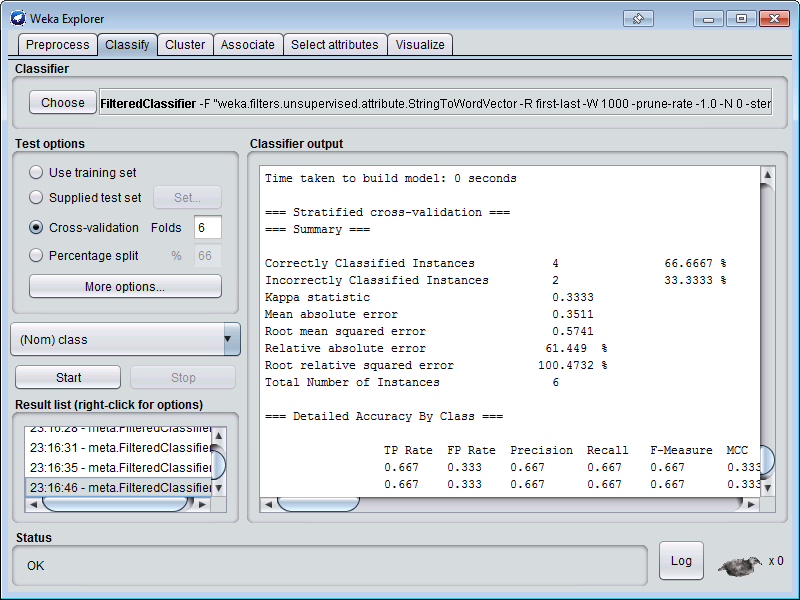 Weka Explorer
Preprocess Classify Cluster Associate Select attributes Visualize
Classifier
Choose FilteredClassifier -F "weka.filters.unsupervised.attribute.StringToWordVector -R first-last -W 1000 -prune-rate -1.0 -N 0 -ster
Test options
Use training set
Supplied test set Set...
Cross-validation Folds 6
Percentage split % 66
More options...
(Nom) class
Start Stop
Result list (right-click for options)
23:16:28 - meta.FilteredClassifier
23:16:31 - meta.FilteredClassifier
23:16:35 - meta.FilteredClassifier
23:16:46 - meta.FilteredClassifier
Classifier output
Time taken to build model: 0 seconds
=== Stratified cross-validation ===
=== Summary ===
Correctly Classified Instances 4 66.6667 %
Incorrectly Classified Instances 2 33.3333 %
Kappa statistic 0.3333
Mean absolute error 0.3511
Root mean squared error 0.5741
Relative absolute error 61.449 %
Root relative squared error 100.4732 %
Total Number of Instances 6
=== Detailed Accuracy By Class ===
TP Rate FP Rate Precision Recall F-Measure MCC
0.667 0.333 0.667 0.667 0.667 0.333
0.667 0.333 0.667 0.667 0.667 0.333
Status
OK
Log x 0